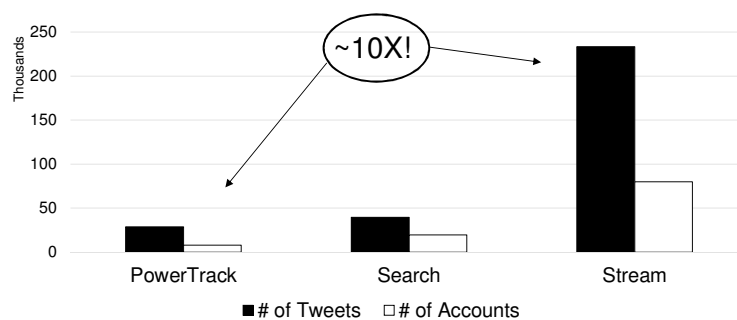 Thousands
250
200
150
100
50
0
~10X!
PowerTrack Search Stream
# of Tweets # of Accounts